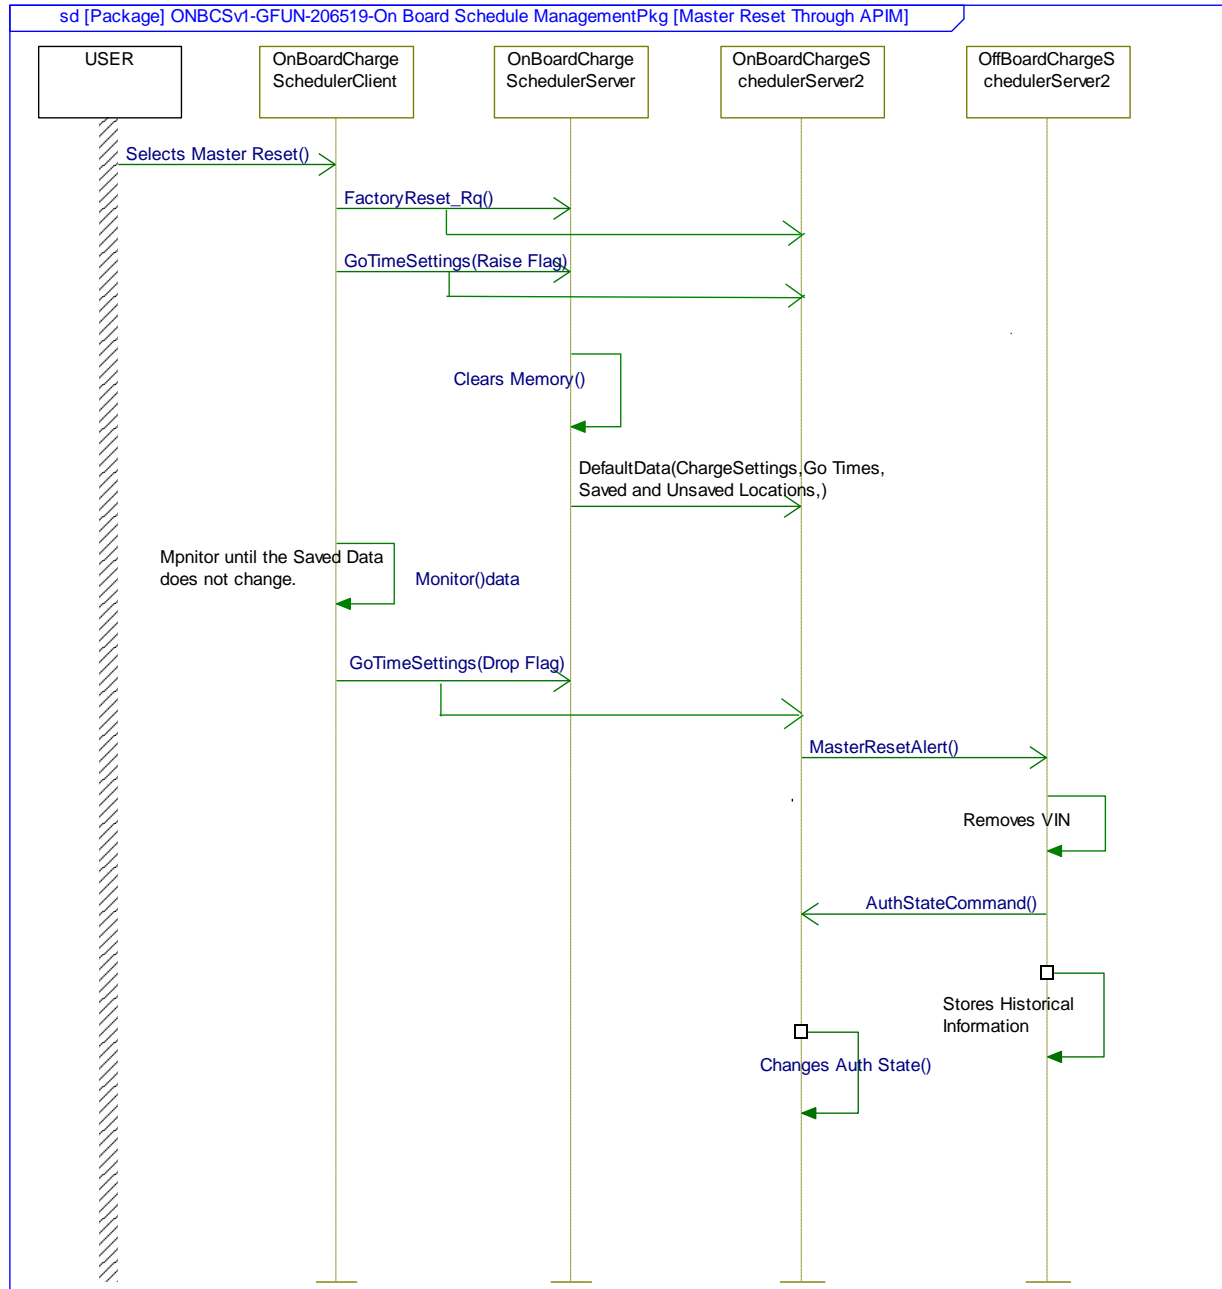 sd [Package] ONBCSv1-GFUN-206519-On Board Schedule ManagementPkg [Master Reset Through APIM]
USER
OnBoardCharge
SchedulerClient
OnBoardCharge
SchedulerServer
OnBoardChargeS
chedulerServer2
OffBoardChargeS
chedulerServer2
Selects Master Reset()
FactoryReset_Rq()
GoTimeSettings(Raise Flag)
Clears Memory()
DefaultData(ChargeSettings,Go Times,
Saved and Unsaved Locations,)
Mpnitor until the Saved Data
does not change.
Monitor()data
GoTimeSettings(Drop Flag)
MasterResetAlert()
Removes VIN
AuthStateCommand()
Stores Historical
Information
Changes Auth State()